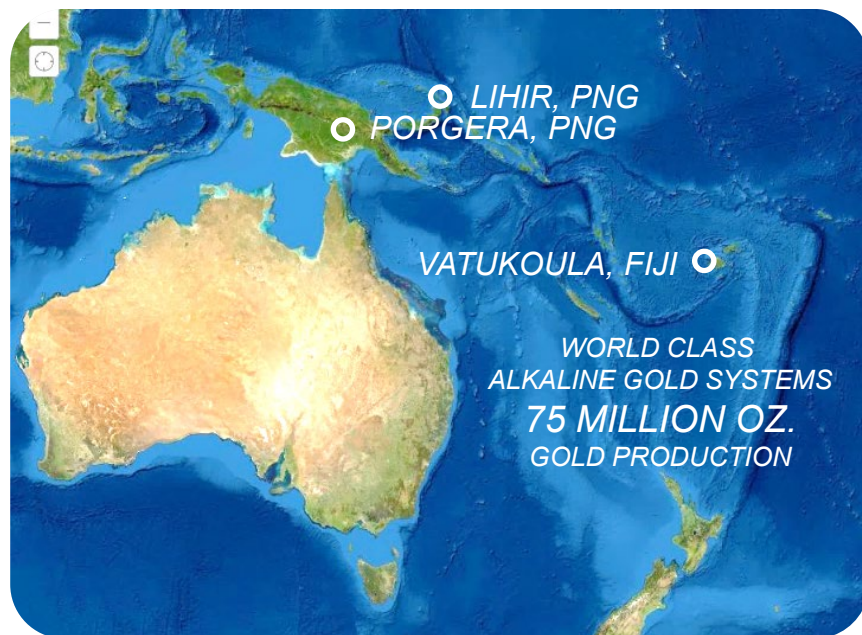 LIHIR, PNG
PORGERA, PNG
VATUKOULA, FIJI
WORLD CLASS
ALKALINE GOLD SYSTEMS
75 MILLION OZ.
GOLD PRODUCTION